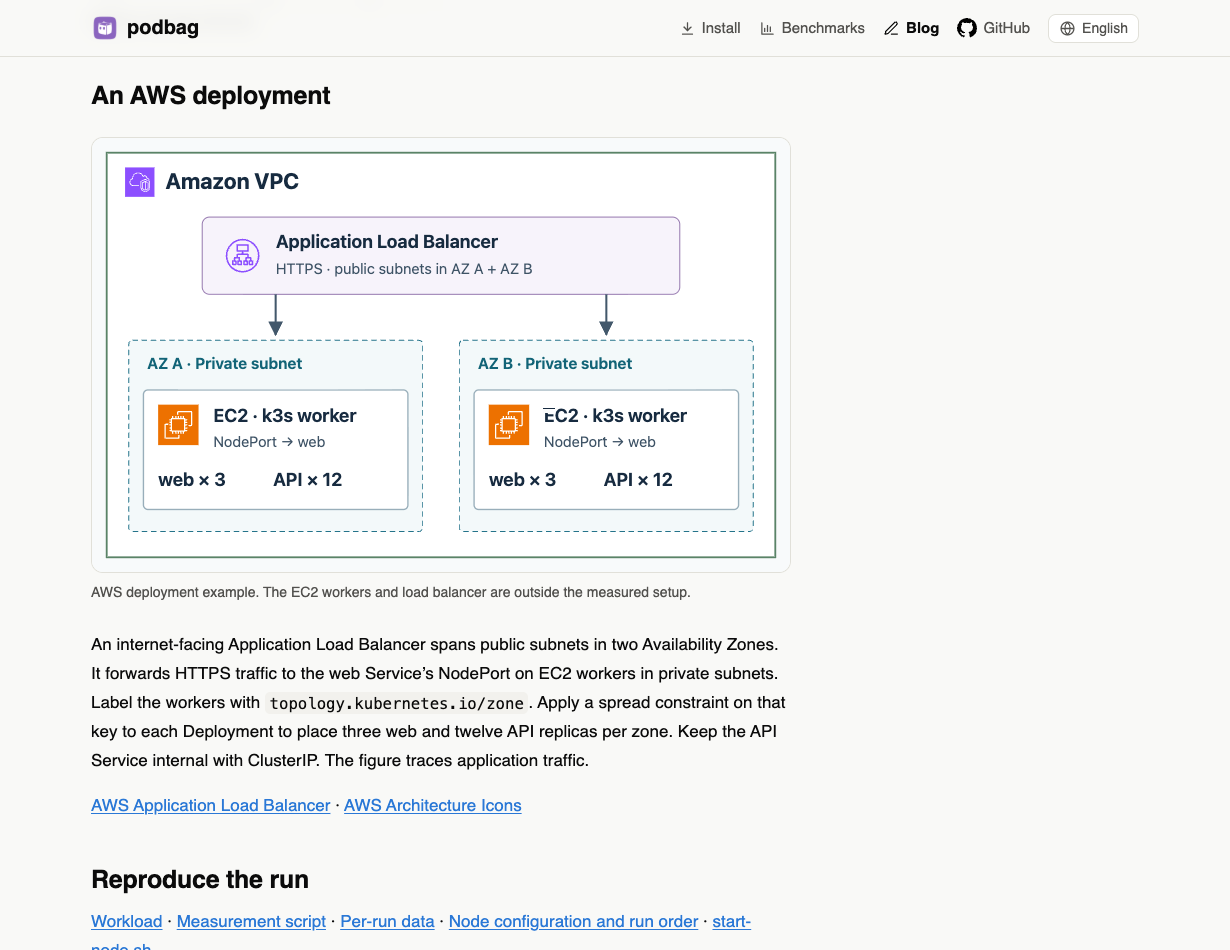 podbag
Install Benchmarks Blog GitHub English
An AWS deployment
Amazon VPC
Application Load Balancer
HTTPS · public subnets in AZ A + AZ B
AZ A · Private subnet
EC2 · k3s worker
NodePort → web
web × 3 API × 12
AZ B · Private subnet
EC2 · k3s worker
NodePort → web
web × 3 API × 12
AWS deployment example. The EC2 workers and load balancer are outside the measured setup.
An internet-facing Application Load Balancer spans public subnets in two Availability Zones.
It forwards HTTPS traffic to the web Service’s NodePort on EC2 workers in private subnets.
Label the workers with topology.kubernetes.io/zone. Apply a spread constraint on that
key to each Deployment to place three web and twelve API replicas per zone. Keep the API
Service internal with ClusterIP. The figure traces application traffic.
AWS Application Load Balancer · AWS Architecture Icons
Reproduce the run
Workload · Measurement script · Per-run data · Node configuration and run order · start-
node.sh